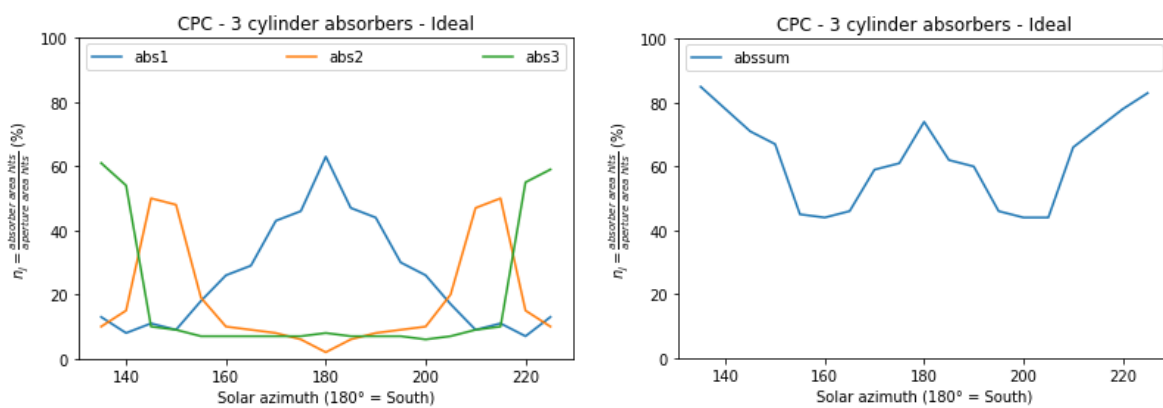 CPC - 3 cylinder absorbers - Ideal
100
80
60
40
20
0
abs1 abs2 abs3
140 160 180 200 220
Solar azimuth (180° = South)
n_j = absorber area hits / aperture area hits (%)
CPC - 3 cylinder absorbers - Ideal
100
80
60
40
20
0
abssum
140 160 180 200 220
Solar azimuth (180° = South)
n_j = absorber area hits / aperture area hits (%)